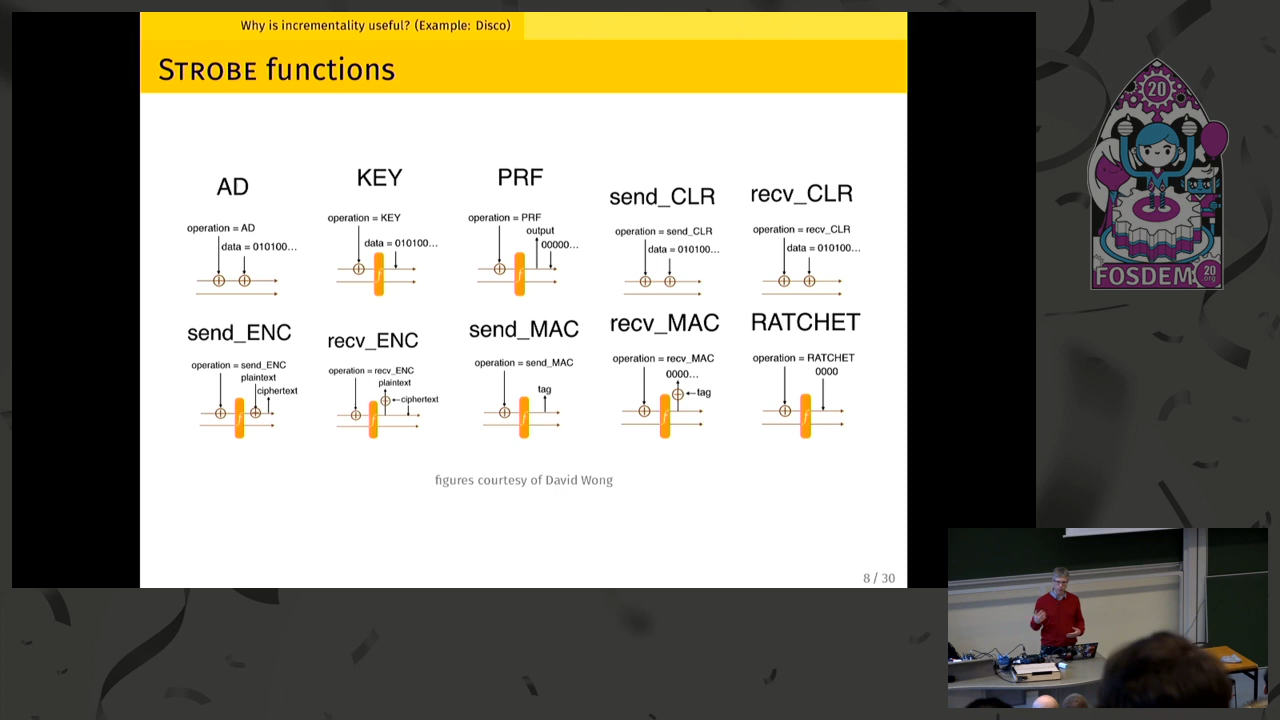 Why is incrementality useful? (Example: Disco)
STROBE functions
AD
operation = AD
data = 010100...
KEY
operation = KEY
data = 010100...
f
PRF
operation = PRF
output
00000...
f
send_CLR
operation = send_CLR
data = 010100...
recv_CLR
operation = recv_CLR
data = 010100...
send_ENC
operation = send_ENC
plaintext
ciphertext
f
recv_ENC
operation = recv_ENC
plaintext
ciphertext
f
send_MAC
operation = send_MAC
tag
f
recv_MAC
operation = recv_MAC
0000...
tag
f
RATCHET
operation = RATCHET
0000
f
figures courtesy of David Wong
8 / 30
20
FOSDEM
20
.org